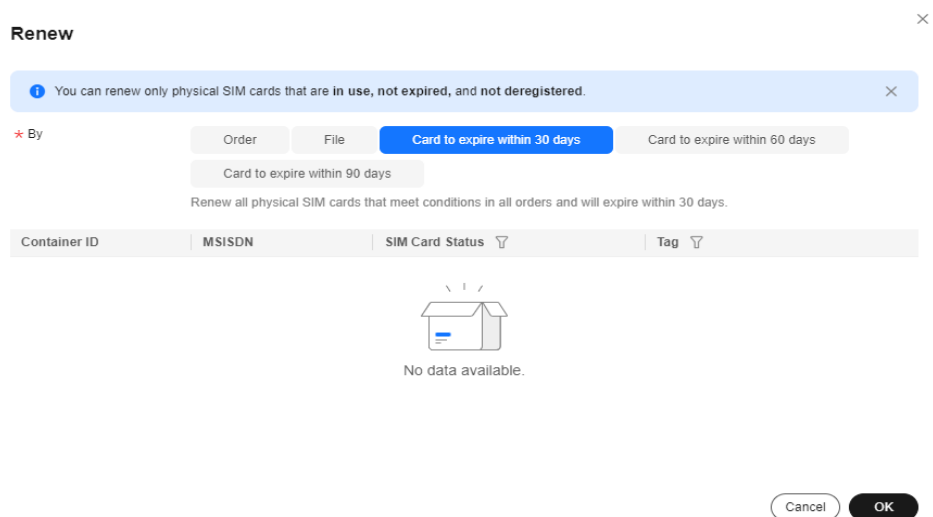 Renew
You can renew only physical SIM cards that are in use, not expired, and not deregistered.
* By
Order File Card to expire within 30 days Card to expire within 60 days
Card to expire within 90 days
Renew all physical SIM cards that meet conditions in all orders and will expire within 30 days.
Container ID MSISDN SIM Card Status Tag
No data available.
Cancel OK